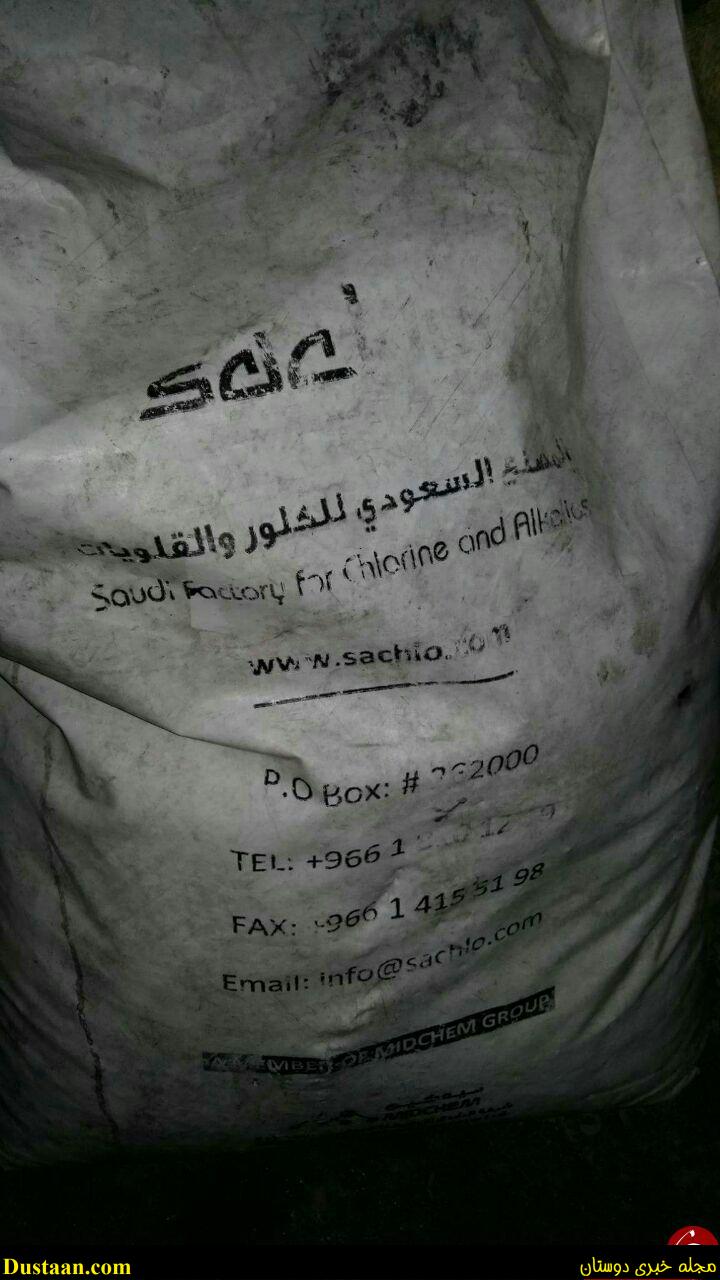 المصنع السعودي للكلور والقلويات
Saudi Factory for Chlorine and Alkalies
www.sachlo.com
P.O Box: #
TEL: +966 1
FAX: +966 1 415 51 98
Email: info@sachlo.com
A MEMBER OF MIDCHEM GROUP
MIDCHEM
Dustaan.com
مجله خبری دوستان